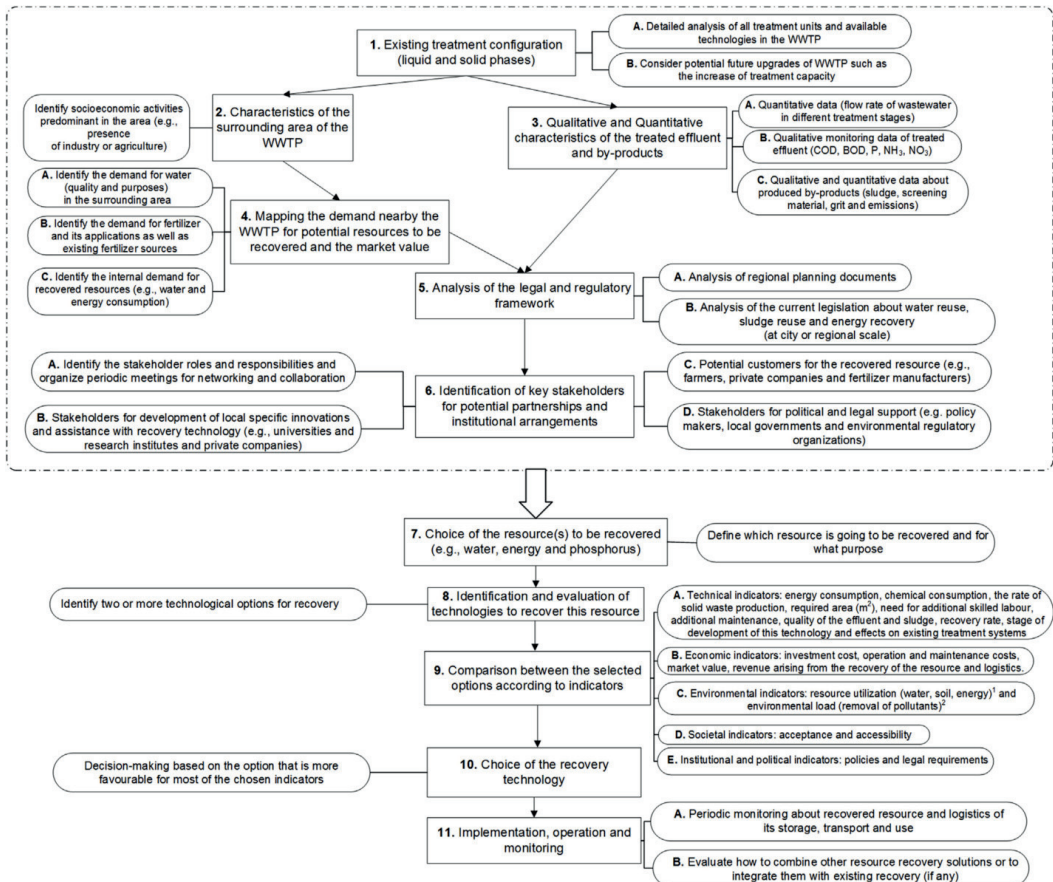 1. Existing treatment configuration
(liquid and solid phases)
A. Detailed analysis of all treatment units and available
technologies in the WWTP
B. Consider potential future upgrades of WWTP such as
the increase of treatment capacity
Identify socioeconomic activities
predominant in the area (e.g.,
presence
of industry or agriculture)
2. Characteristics of the
surrounding area of the
WWTP
3. Qualitative and Quantitative
characteristics of the treated effluent
and by-products
A. Quantitative data (flow rate of wastewater
in different treatment stages)
B. Qualitative monitoring data of treated
effluent (COD, BOD, P, NH3, NO3)
C. Qualitative and quantitative data about
produced by-products (sludge, screening
material, grit and emissions)
A. Identify the demand for water
(quality and purposes)
in the surrounding area
B. Identify the demand for fertilizer
and its applications as well as
existing fertilizer sources
C. Identify the internal demand for
recovered resources (e.g., water and
energy consumption)
4. Mapping the demand nearby the
WWTP for potential resources to be
recovered and the market value
5. Analysis of the legal and regulatory
framework
A. Analysis of regional planning documents
B. Analysis of the current legislation about water reuse,
sludge reuse and energy recovery
(at city or regional scale)
A. Identify the stakeholder roles and responsibilities and
organize periodic meetings for networking and collaboration
B. Stakeholders for development of local specific innovations
and assistance with recovery technology (e.g., universities and
research institutes and private companies)
6. Identification of key stakeholders
for potential partnerships and
institutional arrangements
C. Potential customers for the recovered resource (e.g.,
farmers, private companies and fertilizer manufacturers)
D. Stakeholders for political and legal support (e.g. policy
makers, local governments and environmental regulatory
organizations)
7. Choice of the resource(s) to be recovered
(e.g., water, energy and phosphorus)
Define which resource is going to be recovered and for
what purpose
Identify two or more technological options for recovery
8. Identification and evaluation of
technologies to recover this resource
9. Comparison between the selected
options according to indicators
A. Technical indicators: energy consumption, chemical consumption, the rate of
solid waste production, required area (m2), need for additional skilled labour,
additional maintenance, quality of the effluent and sludge, recovery rate, stage of
development of this technology and effects on existing treatment systems
B. Economic indicators: investment cost, operation and maintenance costs,
market value, revenue arising from the recovery of the resource and logistics.
C. Environmental indicators: resource utilization (water, soil, energy)1 and
environmental load (removal of pollutants)2
D. Societal indicators: acceptance and accessibility
E. Institutional and political indicators: policies and legal requirements
Decision-making based on the option that is more
favourable for most of the chosen indicators
10. Choice of the recovery
technology
11. Implementation, operation and
monitoring
A. Periodic monitoring about recovered resource and logistics of
its storage, transport and use
B. Evaluate how to combine other resource recovery solutions or to
integrate them with existing recovery (if any)